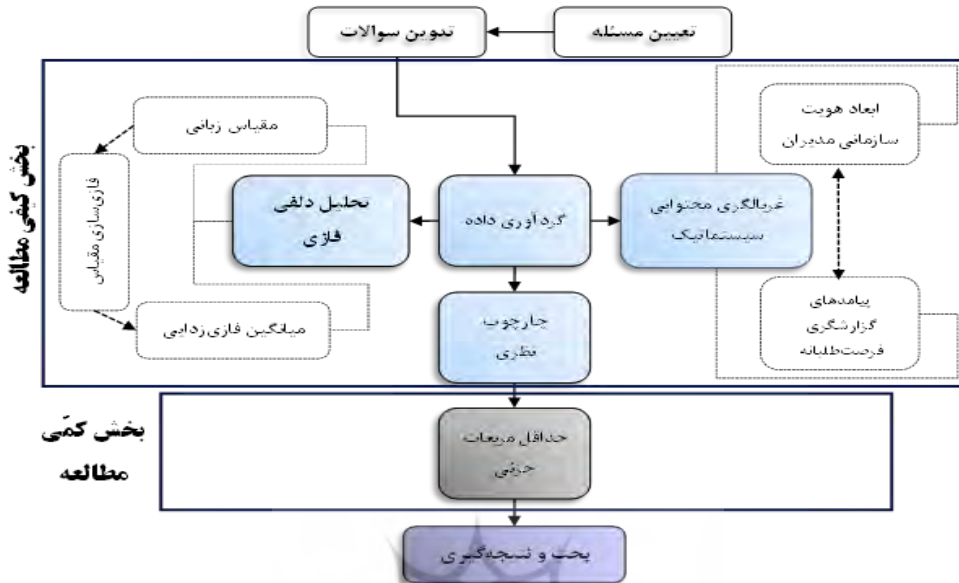 تعیین مسئله
تدوین سوالات
بخش کیفی مطالعه
ابعاد هویت
سازمانی مدیران
پیامدهای
گزارشگری
فرصت‌طلبانه
غربالگری محتوایی
سیستماتیک
گردآوری داده
تحلیل دلفی
فازی
مقیاس زبانی
فازی‌سازی مقیاس
میانگین فازی‌زدایی
چارچوب
نظری
بخش کمّی
مطالعه
حداقل مربعات
جزئی
بحث و نتیجه‌گیری